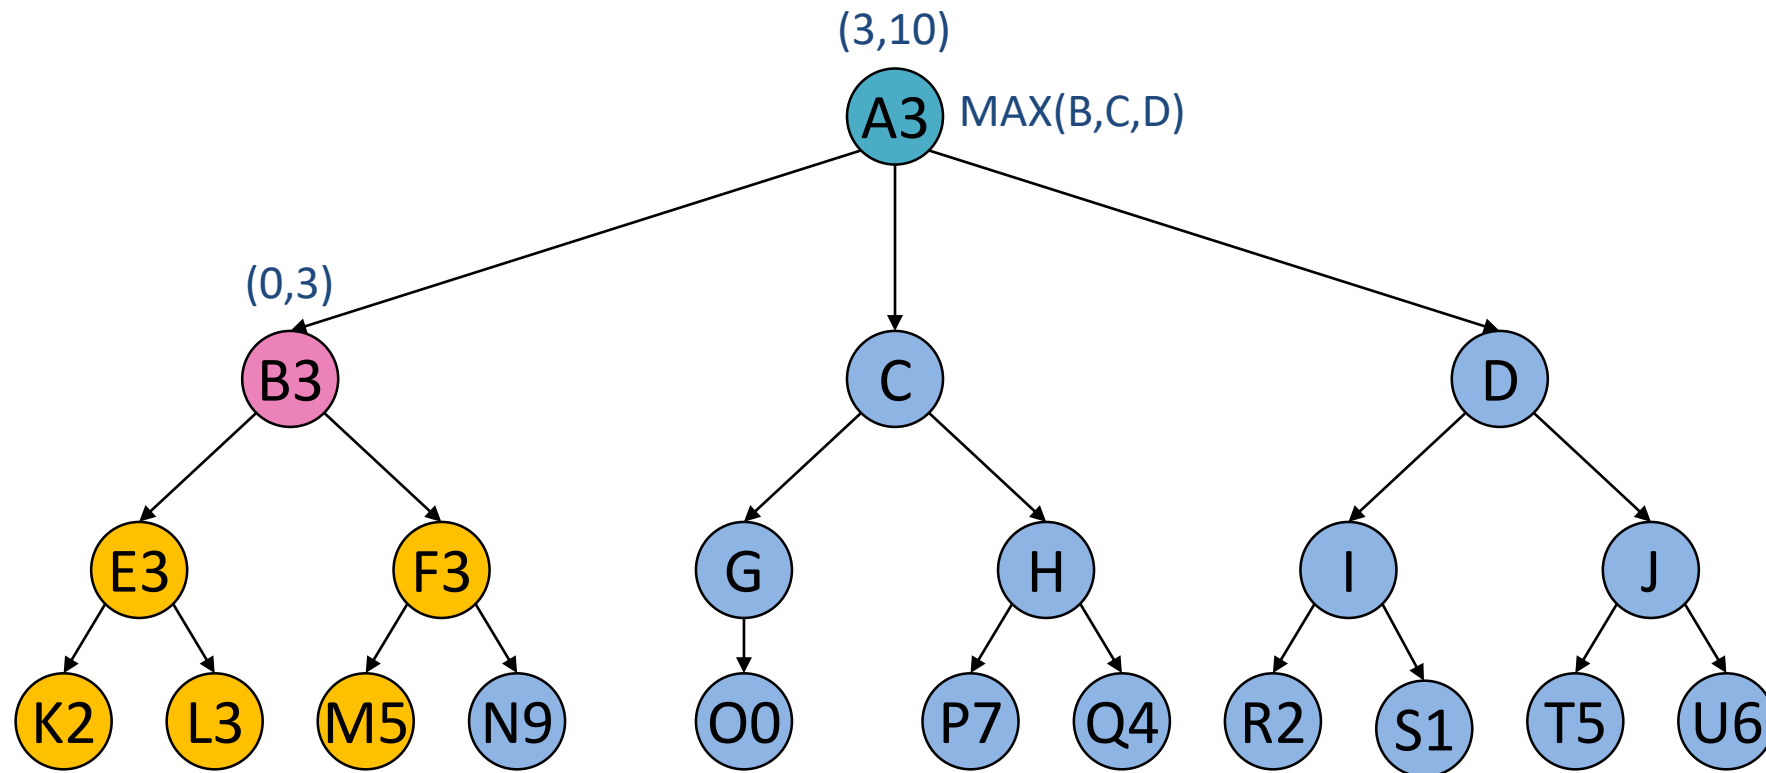 (3,10)
A3 MAX(B,C,D)
(0,3)
B3 C D
E3 F3 G H I J
K2 L3 M5 N9 O0 P7 Q4 R2 S1 T5 U6